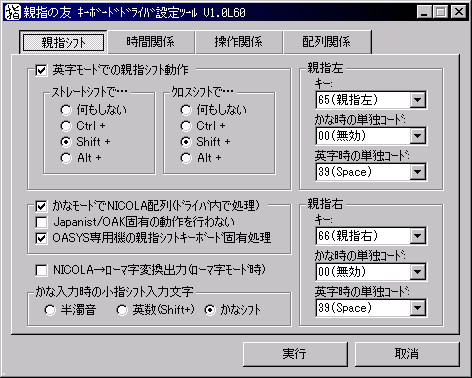 親指の友 ｷｰﾎﾞｰﾄﾞﾄﾞﾗｲﾊﾞ設定ﾂｰﾙ V1.0L60
親指シフト
時間関係
操作関係
配列関係
英字モードでの親指シフト動作
ストレートシフトで…
何もしない
Ctrl +
Shift +
Alt +
クロスシフトで…
何もしない
Ctrl +
Shift +
Alt +
かなモードでNICOLA配列(ﾄﾞﾗｲﾊﾞ内で処理)
Japanist/OAK固有の動作を行わない
OASYS専用機の親指シフトキーボード固有処理
NICOLA→ﾛｰﾏ字変換出力(ﾛｰﾏ字ﾓｰﾄﾞ時)
かな入力時の小指シフト入力文字
半濁音
英数(Shift+)
かなシフト
親指左
キー:
65(親指左)
かな時の単独コード:
00(無効)
英字時の単独ｺｰﾄﾞ:
39(Space)
親指右
キー:
66(親指右)
かな時の単独コード:
00(無効)
英字時の単独ｺｰﾄﾞ:
39(Space)
実行
取消